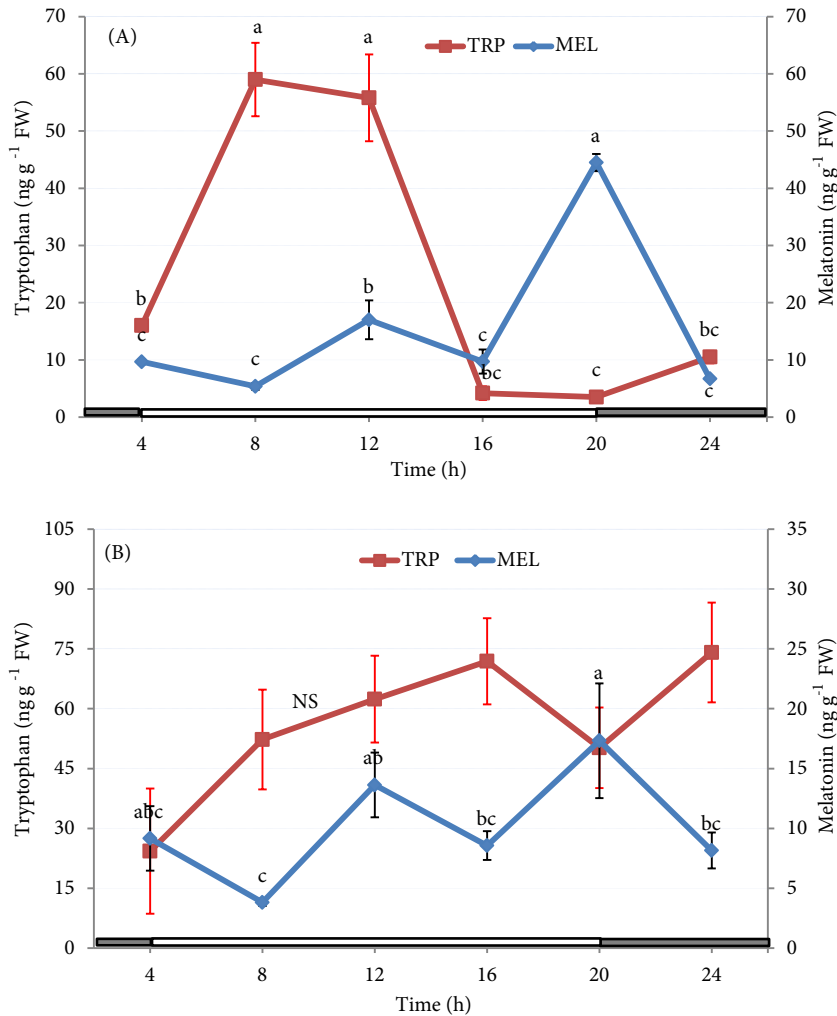 (A)
TRP MEL
Tryptophan (ng g⁻¹ FW)
Melatonin (ng g⁻¹ FW)
70 70
60 60
50 50
40 40
30 30
20 20
10 10
0 0
a a
a
b b
c c c bc c bc c
4 8 12 16 20 24
Time (h)
(B)
TRP MEL
Tryptophan (ng g⁻¹ FW)
Melatonin (ng g⁻¹ FW)
105 35
90 30
75 25
60 20
45 15
30 10
15 5
0 0
NS
abc c ab bc a bc
4 8 12 16 20 24
Time (h)